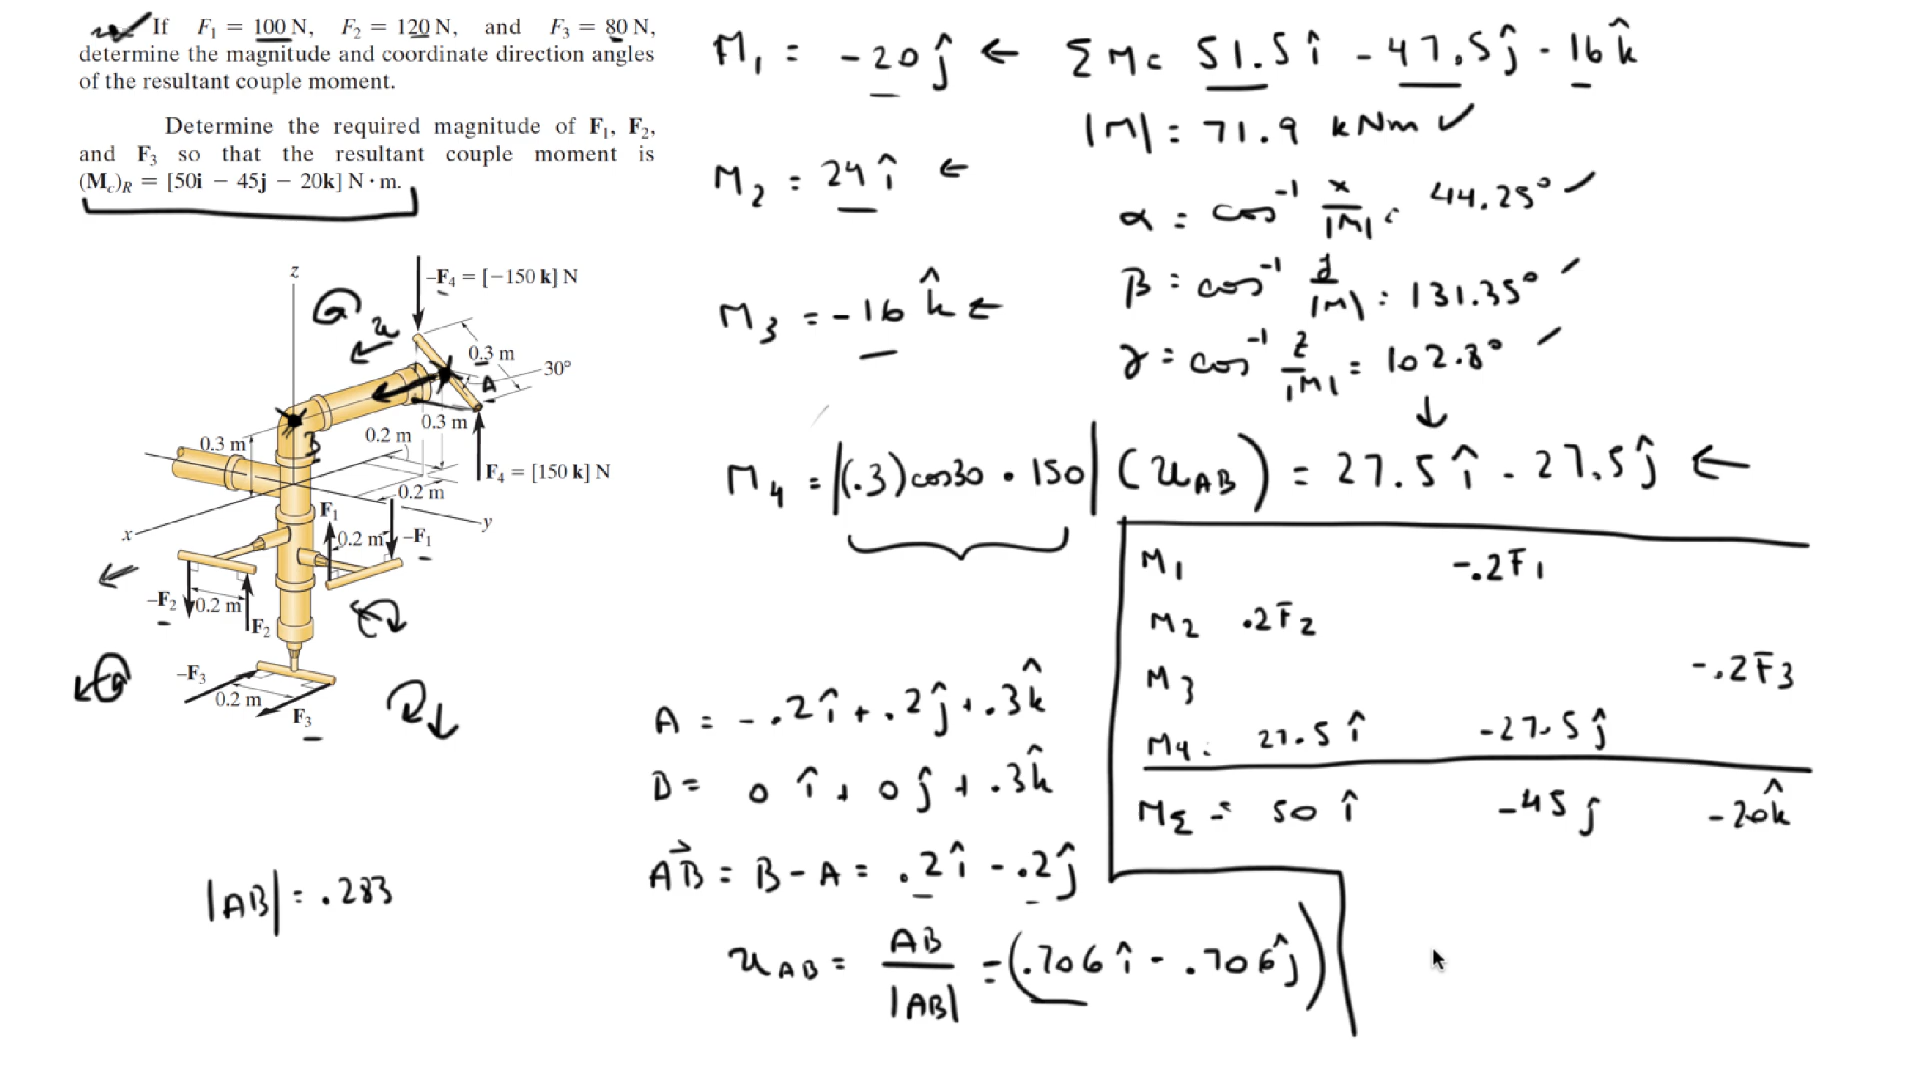 If F₁ = 100 N, F₂ = 120 N, and F₃ = 80 N,
determine the magnitude and coordinate direction angles
of the resultant couple moment.
Determine the required magnitude of F₁, F₂,
and F₃ so that the resultant couple moment is
(M꜀)R = [50i − 45j − 20k] N · m.
z
−F₄ = [−150 k] N
u
0.3 m
30°
A
0.3 m
B
0.3 m
0.2 m
F₄ = [150 k] N
0.2 m
x
y
F₁
0.2 m
−F₁
−F₂
0.2 m
F₂
−F₃
0.2 m
F₃
|AB| = .283
M₁ = -20 ĵ ←
M₂ = 24 î ←
M₃ = -16 k̂ ←
ΣMc 51.5 î - 47.5 ĵ - 16 k̂
|M| = 71.9 kNm ✓
α = cos⁻¹ x/|M| = 44.25° ✓
β = cos⁻¹ y/|M| = 131.35° ✓
γ = cos⁻¹ z/|M| = 102.8° ✓
↓
M₄ = |(.3) cos30 · 150| (u_AB) = 27.5 î - 27.5 ĵ ←
A = -.2 î + .2 ĵ + .3 k̂
B = 0 î + 0 ĵ + .3 k̂
AB = B - A = .2 î - .2 ĵ
u_AB = AB/|AB| = (.706 î - .706 ĵ)
M₁ -.2F₁
M₂ .2F₂
M₃ -.2F₃
M₄ = 27.5 î -27.5 ĵ
M_Σ = 50 î -45 ĵ -20 k̂